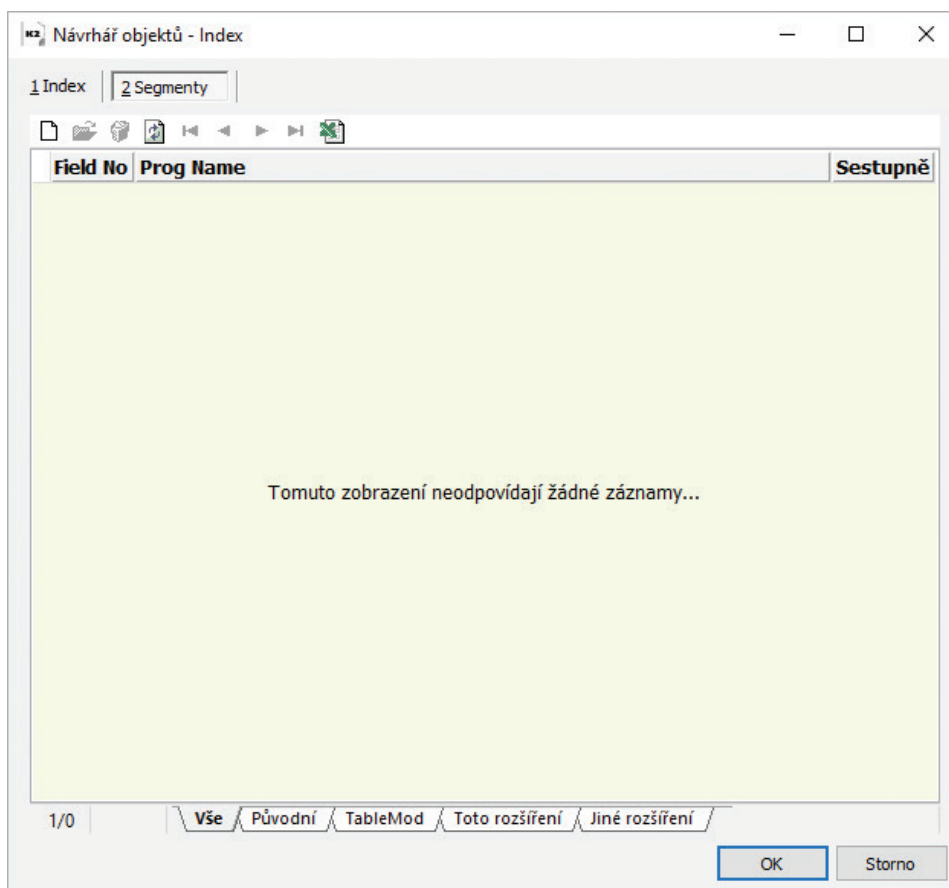 K2 Návrhář objektů - Index
1 Index 2 Segmenty
Field No Prog Name Sestupně
Tomuto zobrazení neodpovídají žádné záznamy...
1/0 Vše Původní TableMod Toto rozšíření Jiné rozšíření
OK Storno